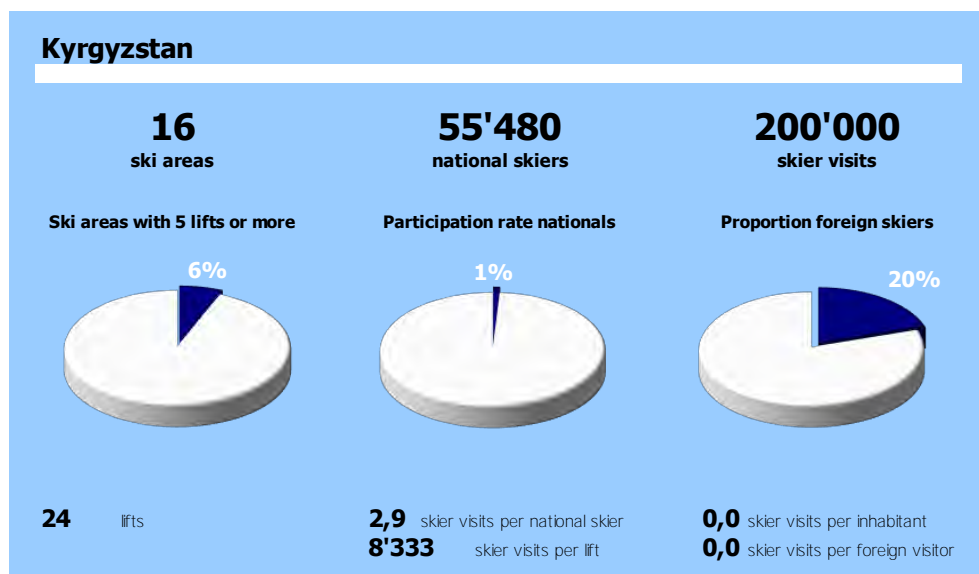 Kyrgyzstan
16
ski areas
55'480
national skiers
200'000
skier visits
Ski areas with 5 lifts or more
Participation rate nationals
Proportion foreign skiers
6%
1%
20%
24 lifts
2,9 skier visits per national skier
8'333 skier visits per lift
0,0 skier visits per inhabitant
0,0 skier visits per foreign visitor